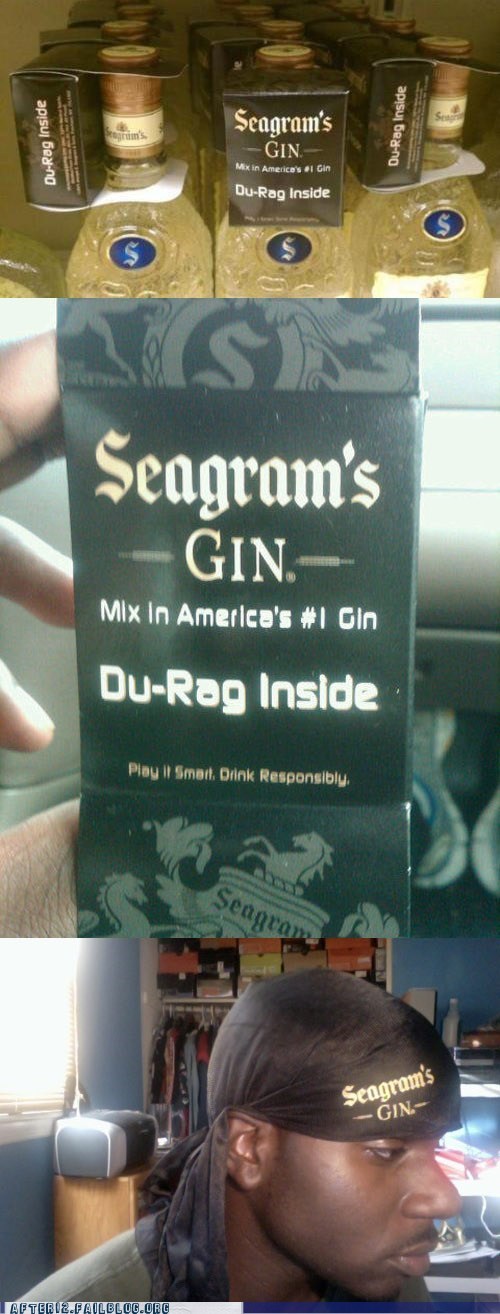 Du-Rag Inside
Seagram's
Seagram's
GIN
Mix in America's #1 Gin
Du-Rag Inside
Du-Rag Inside
Seagram's
S
S
S
Seagram's
GIN®
Mix in America's #1 Gin
Du-Rag Inside
Play it Smart. Drink Responsibly.
Seagram
Seagram's
GIN
AFTER12.FAILBLOG.ORG